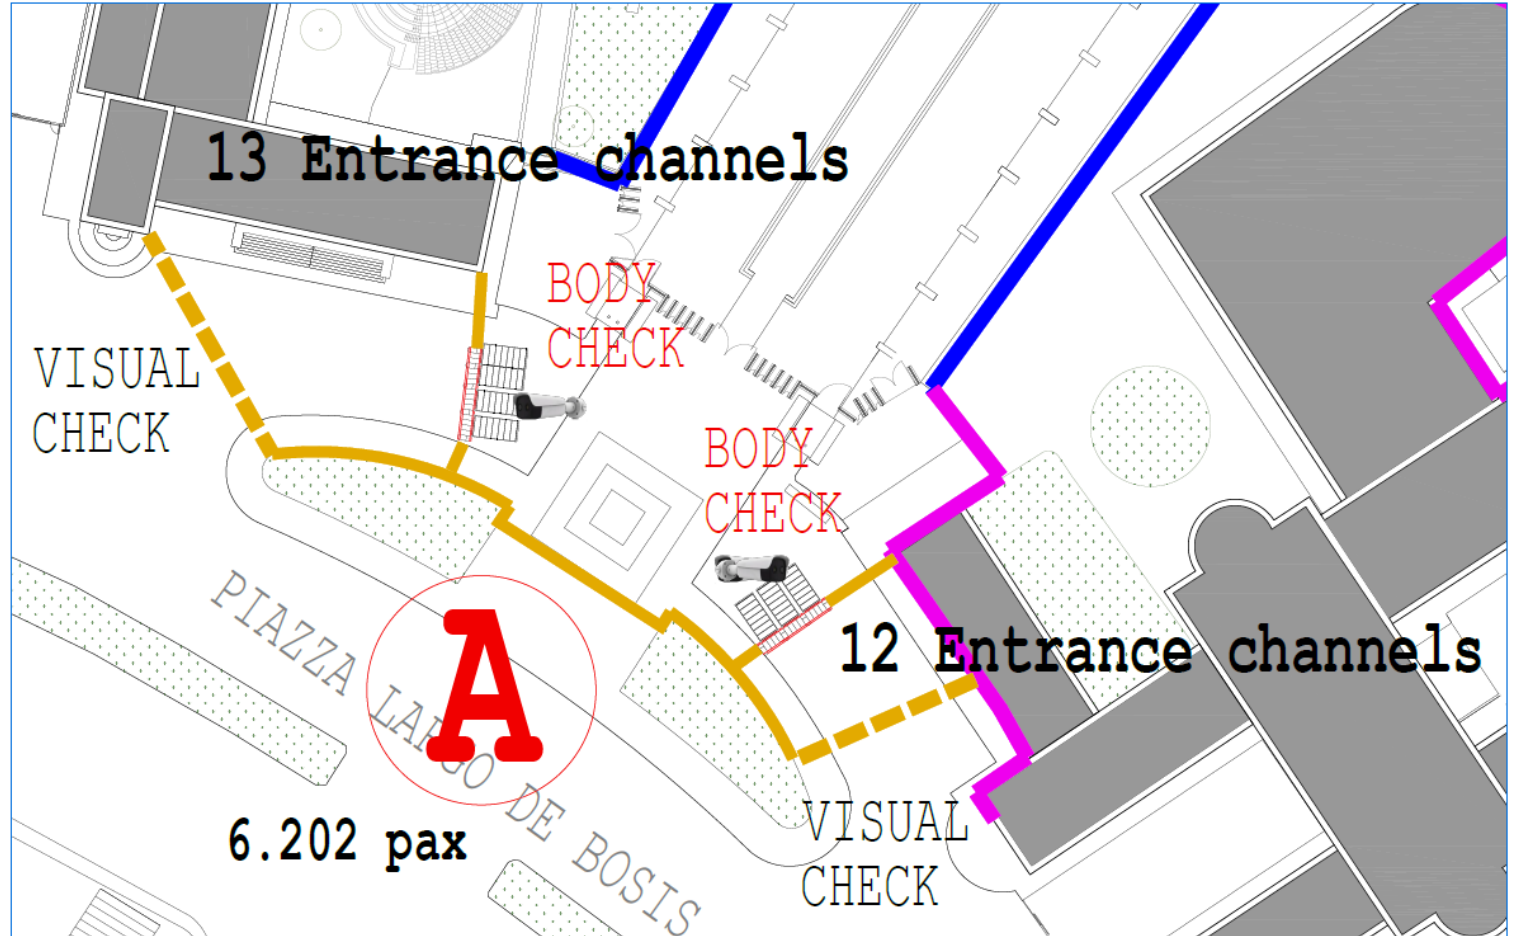 13 Entrance channels
BODY
CHECK
VISUAL
CHECK
BODY
CHECK
12 Entrance channels
PIAZZA LARGO DE BOSIS
A
6.202 pax
VISUAL
CHECK